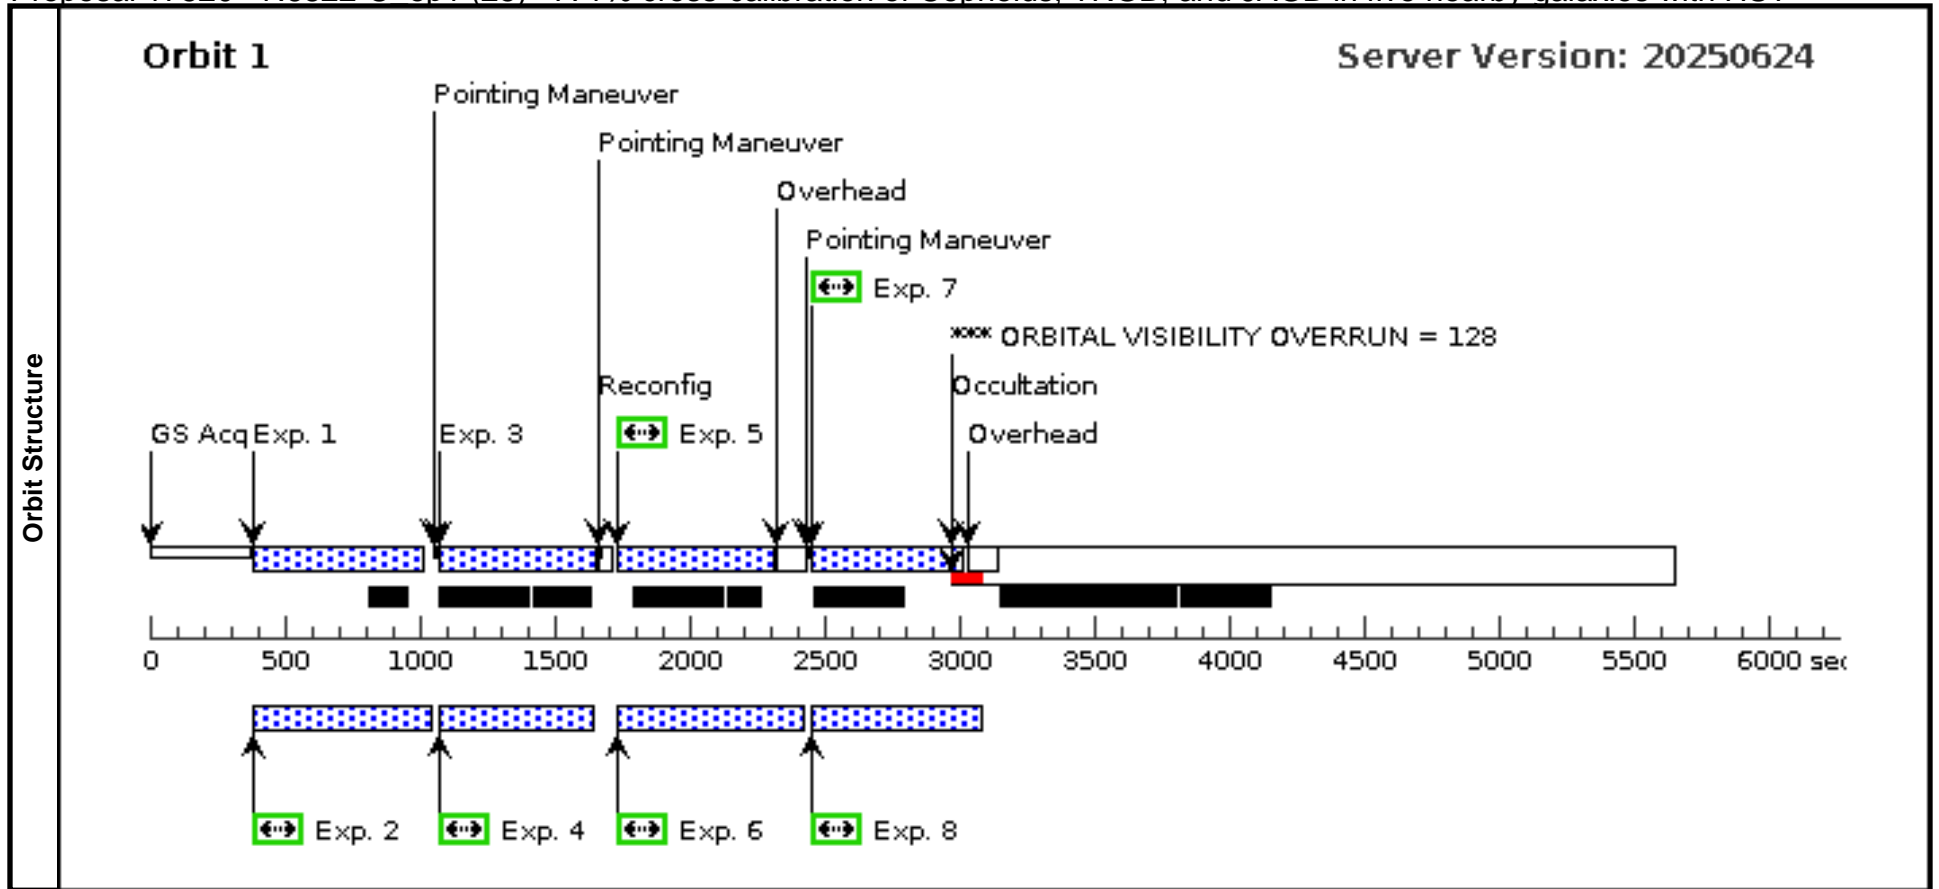 Orbit 1
Server Version: 20250624
Pointing Maneuver
Pointing Maneuver
Overhead
Pointing Maneuver
Exp. 7
*** ORBITAL VISIBILITY OVERRUN = 128
Reconfig
Occultation
GS Acq
Exp. 1
Exp. 3
Exp. 5
Overhead
Orbit Structure
0
500
1000
1500
2000
2500
3000
3500
4000
4500
5000
5500
6000 sec
Exp. 2
Exp. 4
Exp. 6
Exp. 8